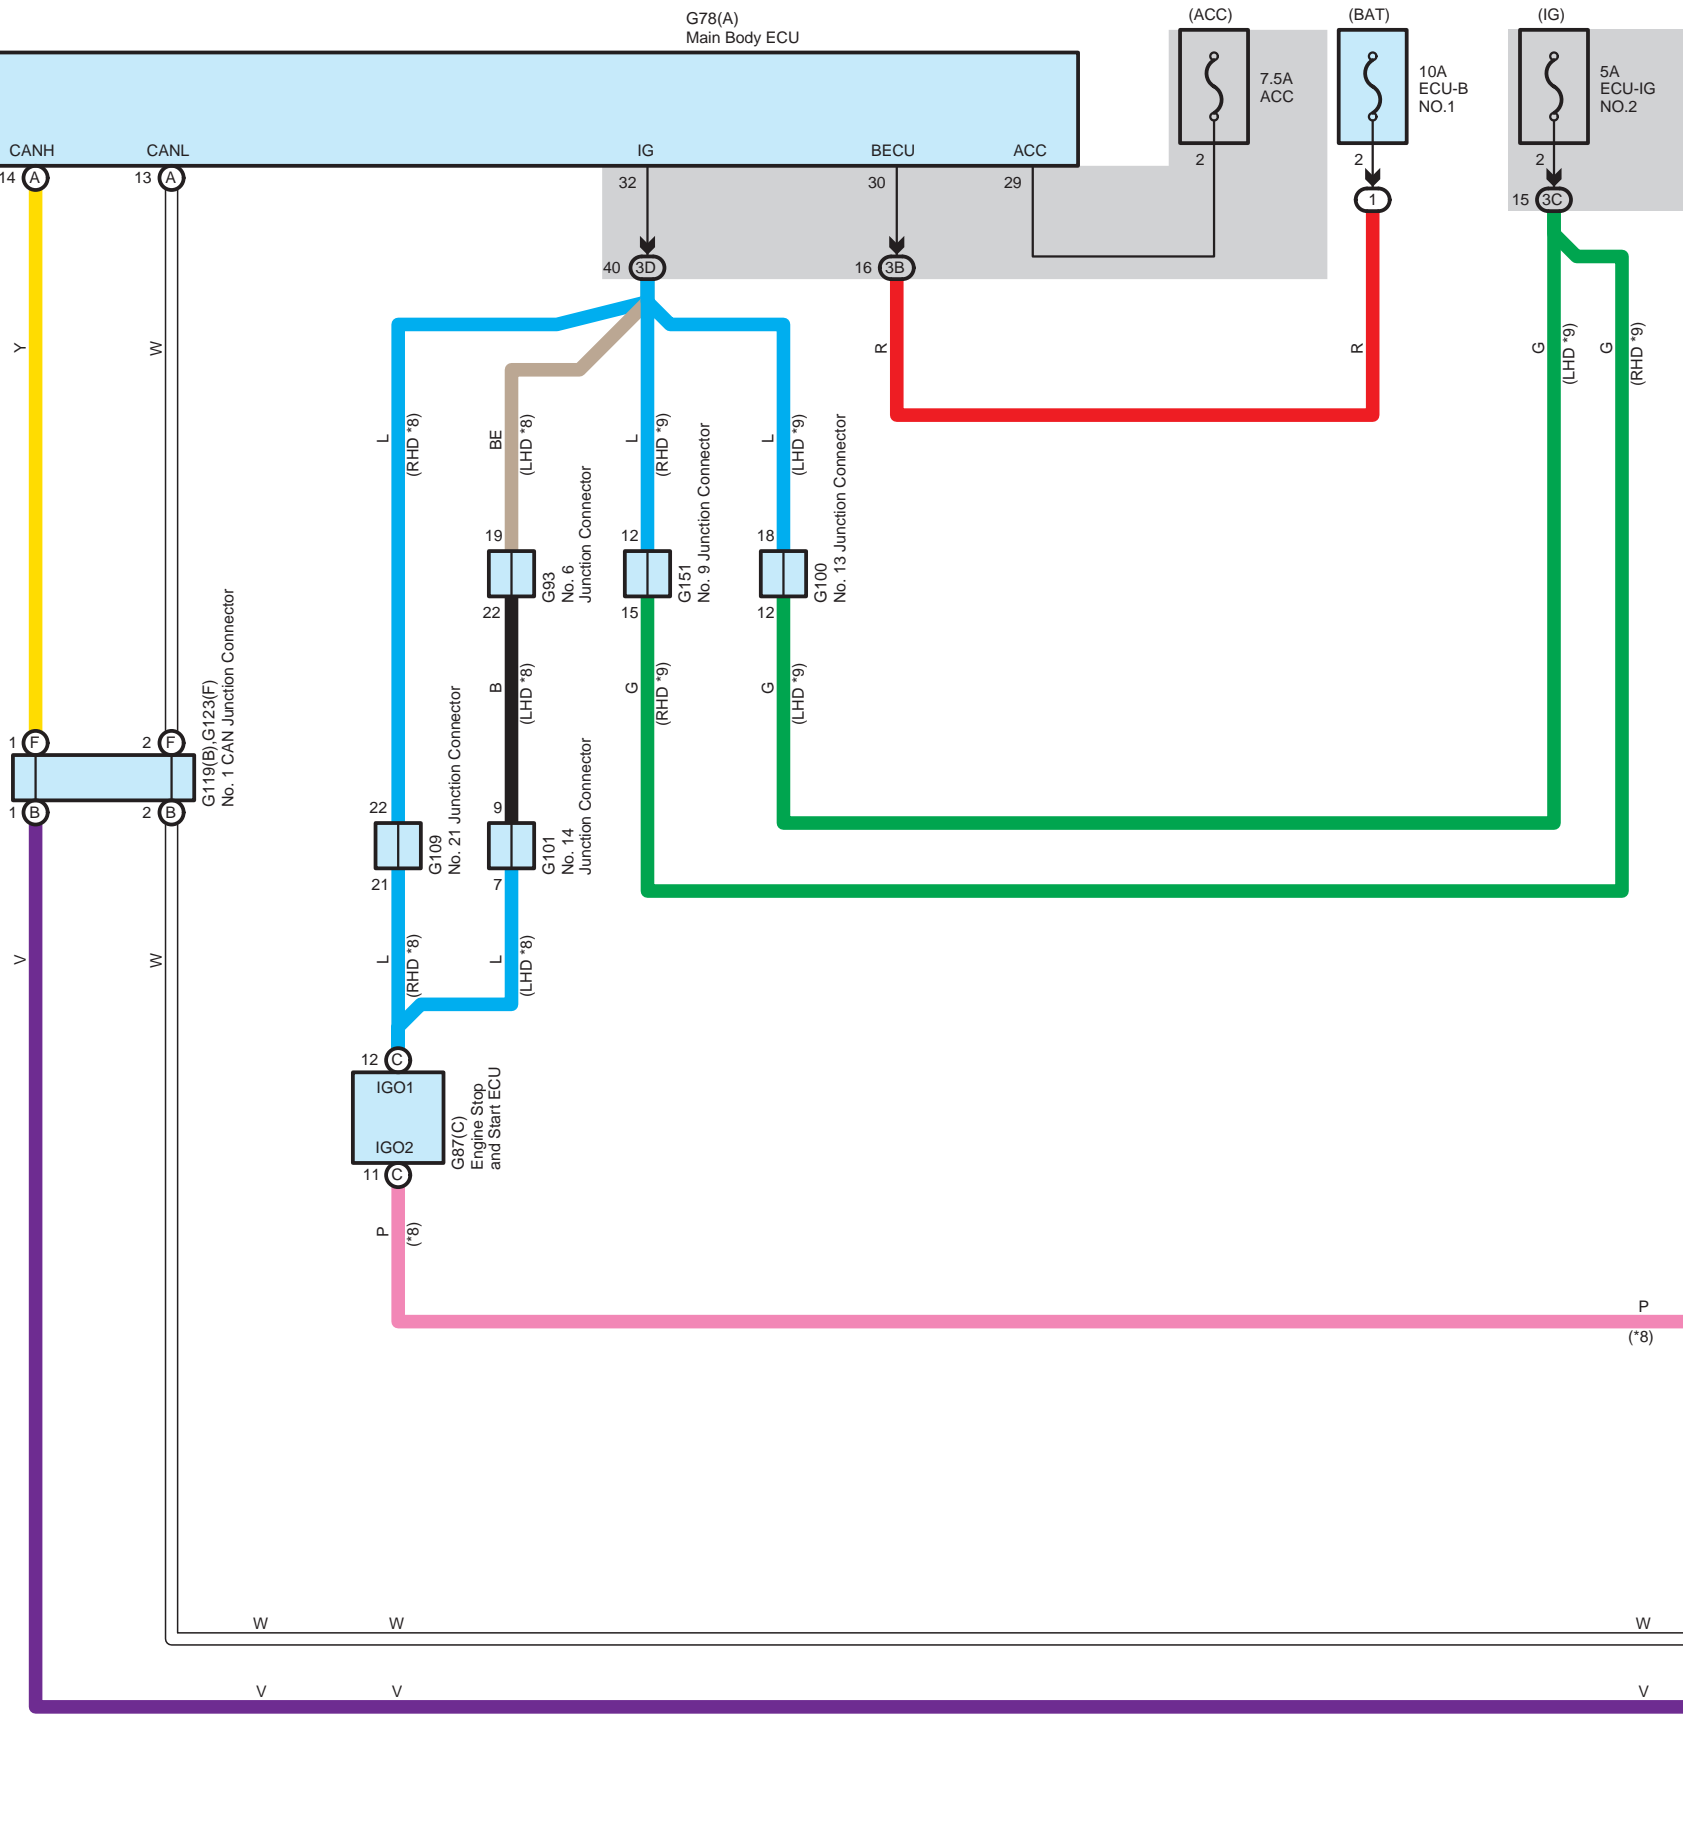 G78(A)
Main Body ECU
(ACC)
(BAT)
(IG)
7.5A
ACC
10A
ECU-B
NO.1
5A
ECU-IG
NO.2
CANH
CANL
IG
BECU
ACC
2
2
2
14
A
13
A
32
30
29
1
15
3C
40
3D
16
3B
Y
W
R
R
G
(LHD *9)
G
(RHD *9)
L
(RHD *8)
BE
(LHD *8)
L
(RHD *9)
L
(LHD *9)
19
12
18
G93
No. 6
Junction Connector
G151
No. 9 Junction Connector
G100
No. 13 Junction Connector
22
15
12
B
(LHD *8)
G
(RHD *9)
G
(LHD *9)
1
F
2
F
G119(B),G123(F)
No. 1 CAN Junction Connector
1
B
2
B
22
9
G109
No. 21 Junction Connector
G101
No. 14
Junction Connector
21
7
V
W
L
(RHD *8)
L
(LHD *8)
12
C
IGO1
IGO2
G87(C)
Engine Stop
and Start ECU
11
C
P
(*8)
P
(*8)
W
W
W
V
V
V